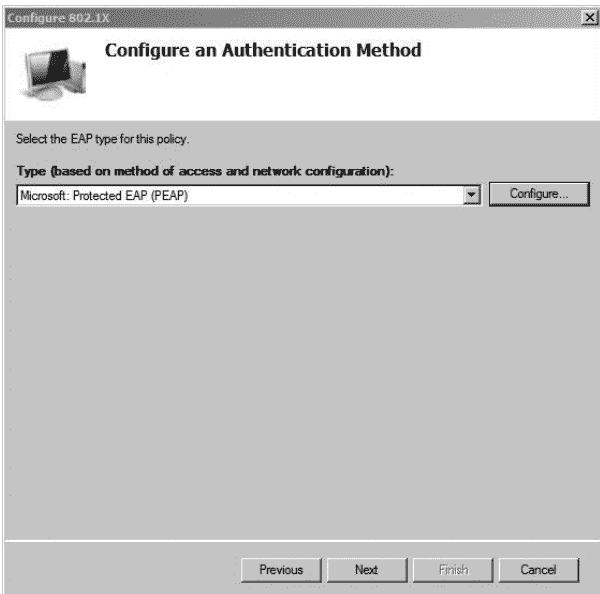 Configure 802.1X
Configure an Authentication Method
Select the EAP type for this policy.
Type (based on method of access and network configuration):
Microsoft: Protected EAP (PEAP)
Configure...
Previous Next Finish Cancel